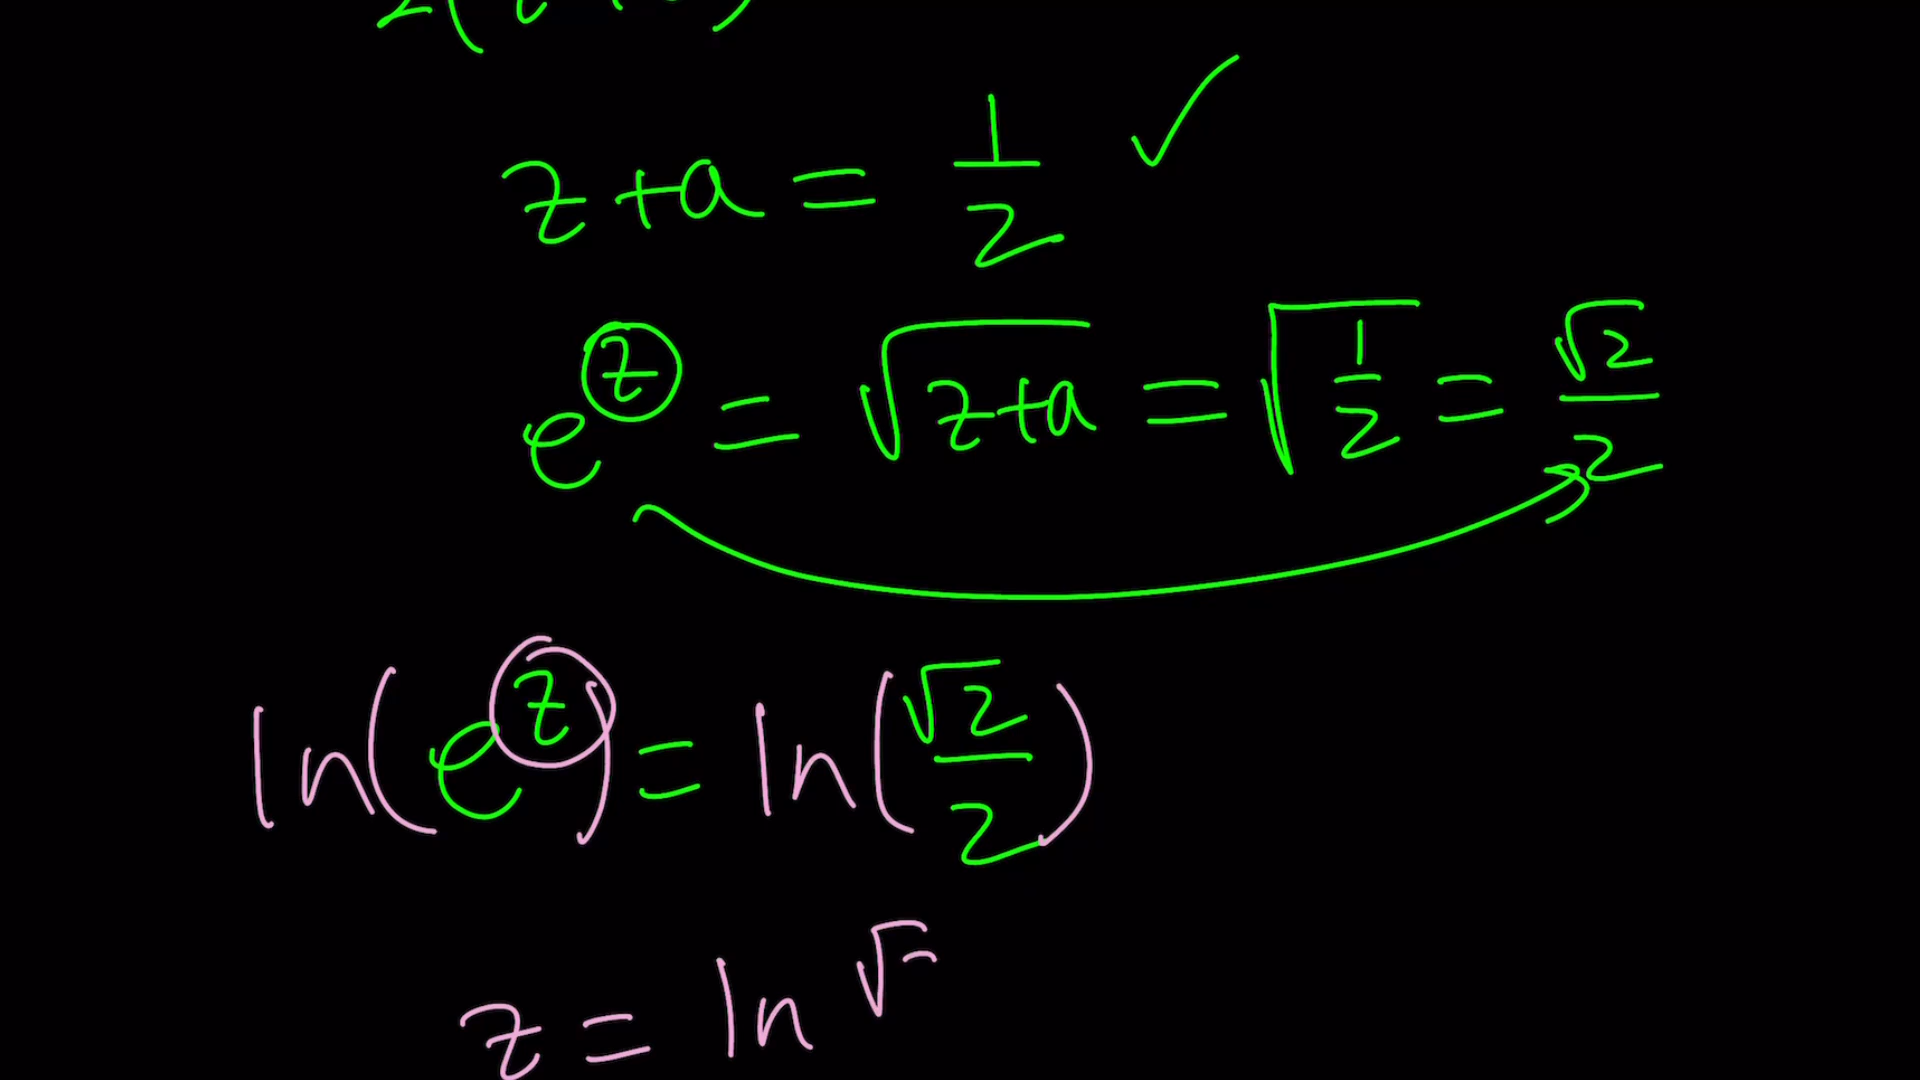 z+a = 1/2 ✓
e^z = √(z+a) = √(1/2) = √2/2
ln(e^z) = ln(√2/2)
z = ln √